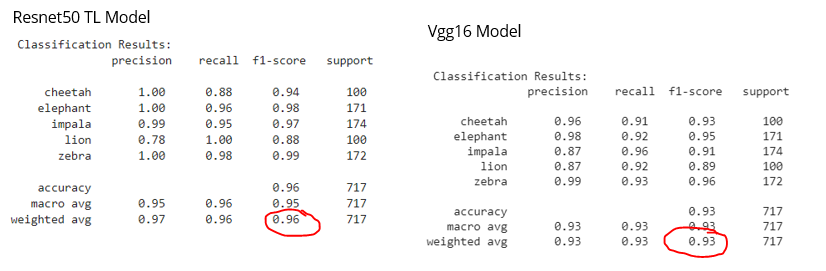 Resnet50 TL Model
Classification Results:
precision recall f1-score support
cheetah 1.00 0.88 0.94 100
elephant 1.00 0.96 0.98 171
impala 0.99 0.95 0.97 174
lion 0.78 1.00 0.88 100
zebra 1.00 0.98 0.99 172
accuracy 0.96 717
macro avg 0.95 0.96 0.95 717
weighted avg 0.97 0.96 0.96 717
Vgg16 Model
Classification Results:
precision recall f1-score support
cheetah 0.96 0.91 0.93 100
elephant 0.98 0.92 0.95 171
impala 0.87 0.96 0.91 174
lion 0.87 0.92 0.89 100
zebra 0.99 0.93 0.96 172
accuracy 0.93 717
macro avg 0.93 0.93 0.93 717
weighted avg 0.93 0.93 0.93 717